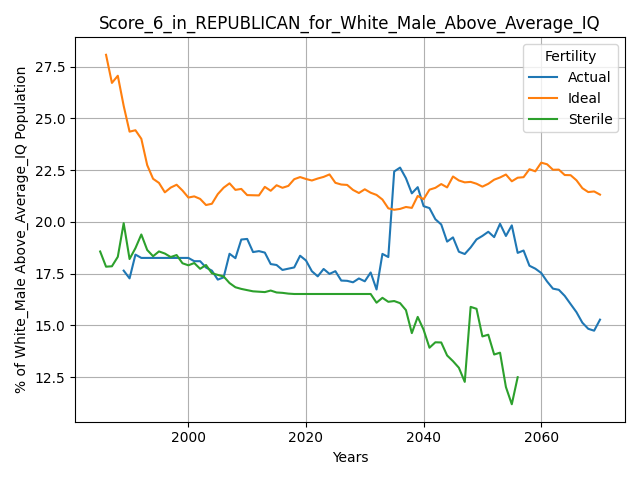 Score_6_in_REPUBLICAN_for_White_Male_Above_Average_IQ
% of White_Male Above_Average_IQ Population
27.5
25.0
22.5
20.0
17.5
15.0
12.5
Fertility
Actual
Ideal
Sterile
2000
2020
2040
2060
Years